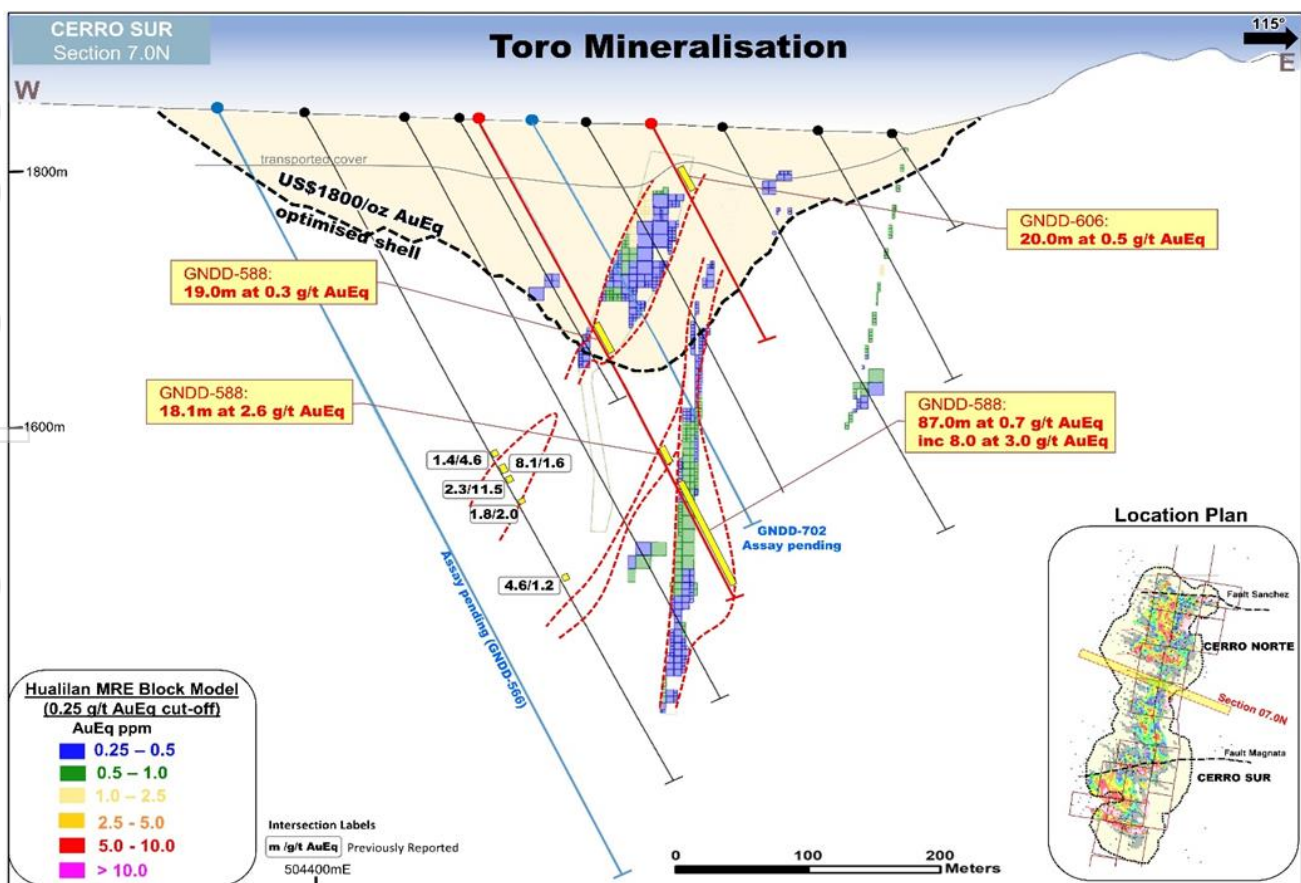 CERRO SUR
Section 7.0N
Toro Mineralisation
115°
W
E
transported cover
1800m
US$1800/oz AuEq
optimised shell
GNDD-606:
20.0m at 0.5 g/t AuEq
GNDD-588:
19.0m at 0.3 g/t AuEq
GNDD-588:
18.1m at 2.6 g/t AuEq
GNDD-588:
87.0m at 0.7 g/t AuEq
inc 8.0 at 3.0 g/t AuEq
1600m
1.4/4.6
8.1/1.6
2.3/11.5
1.8/2.0
4.6/1.2
GNDD-702
Assay pending
Assay pending (GNDD-566)
Location Plan
Fault Sanchez
CERRO NORTE
Section 07.0N
Fault Magnata
CERRO SUR
Hualilan MRE Block Model
(0.25 g/t AuEq cut-off)
AuEq ppm
0.25 – 0.5
0.5 – 1.0
1.0 – 2.5
2.5 - 5.0
5.0 - 10.0
> 10.0
Intersection Labels
m /g/t AuEq Previously Reported
504400mE
0 100 200
Meters